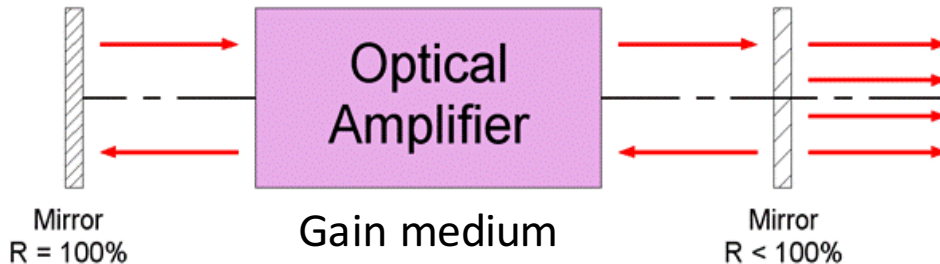 Optical
Amplifier
Mirror
R = 100%
Gain medium
Mirror
R < 100%